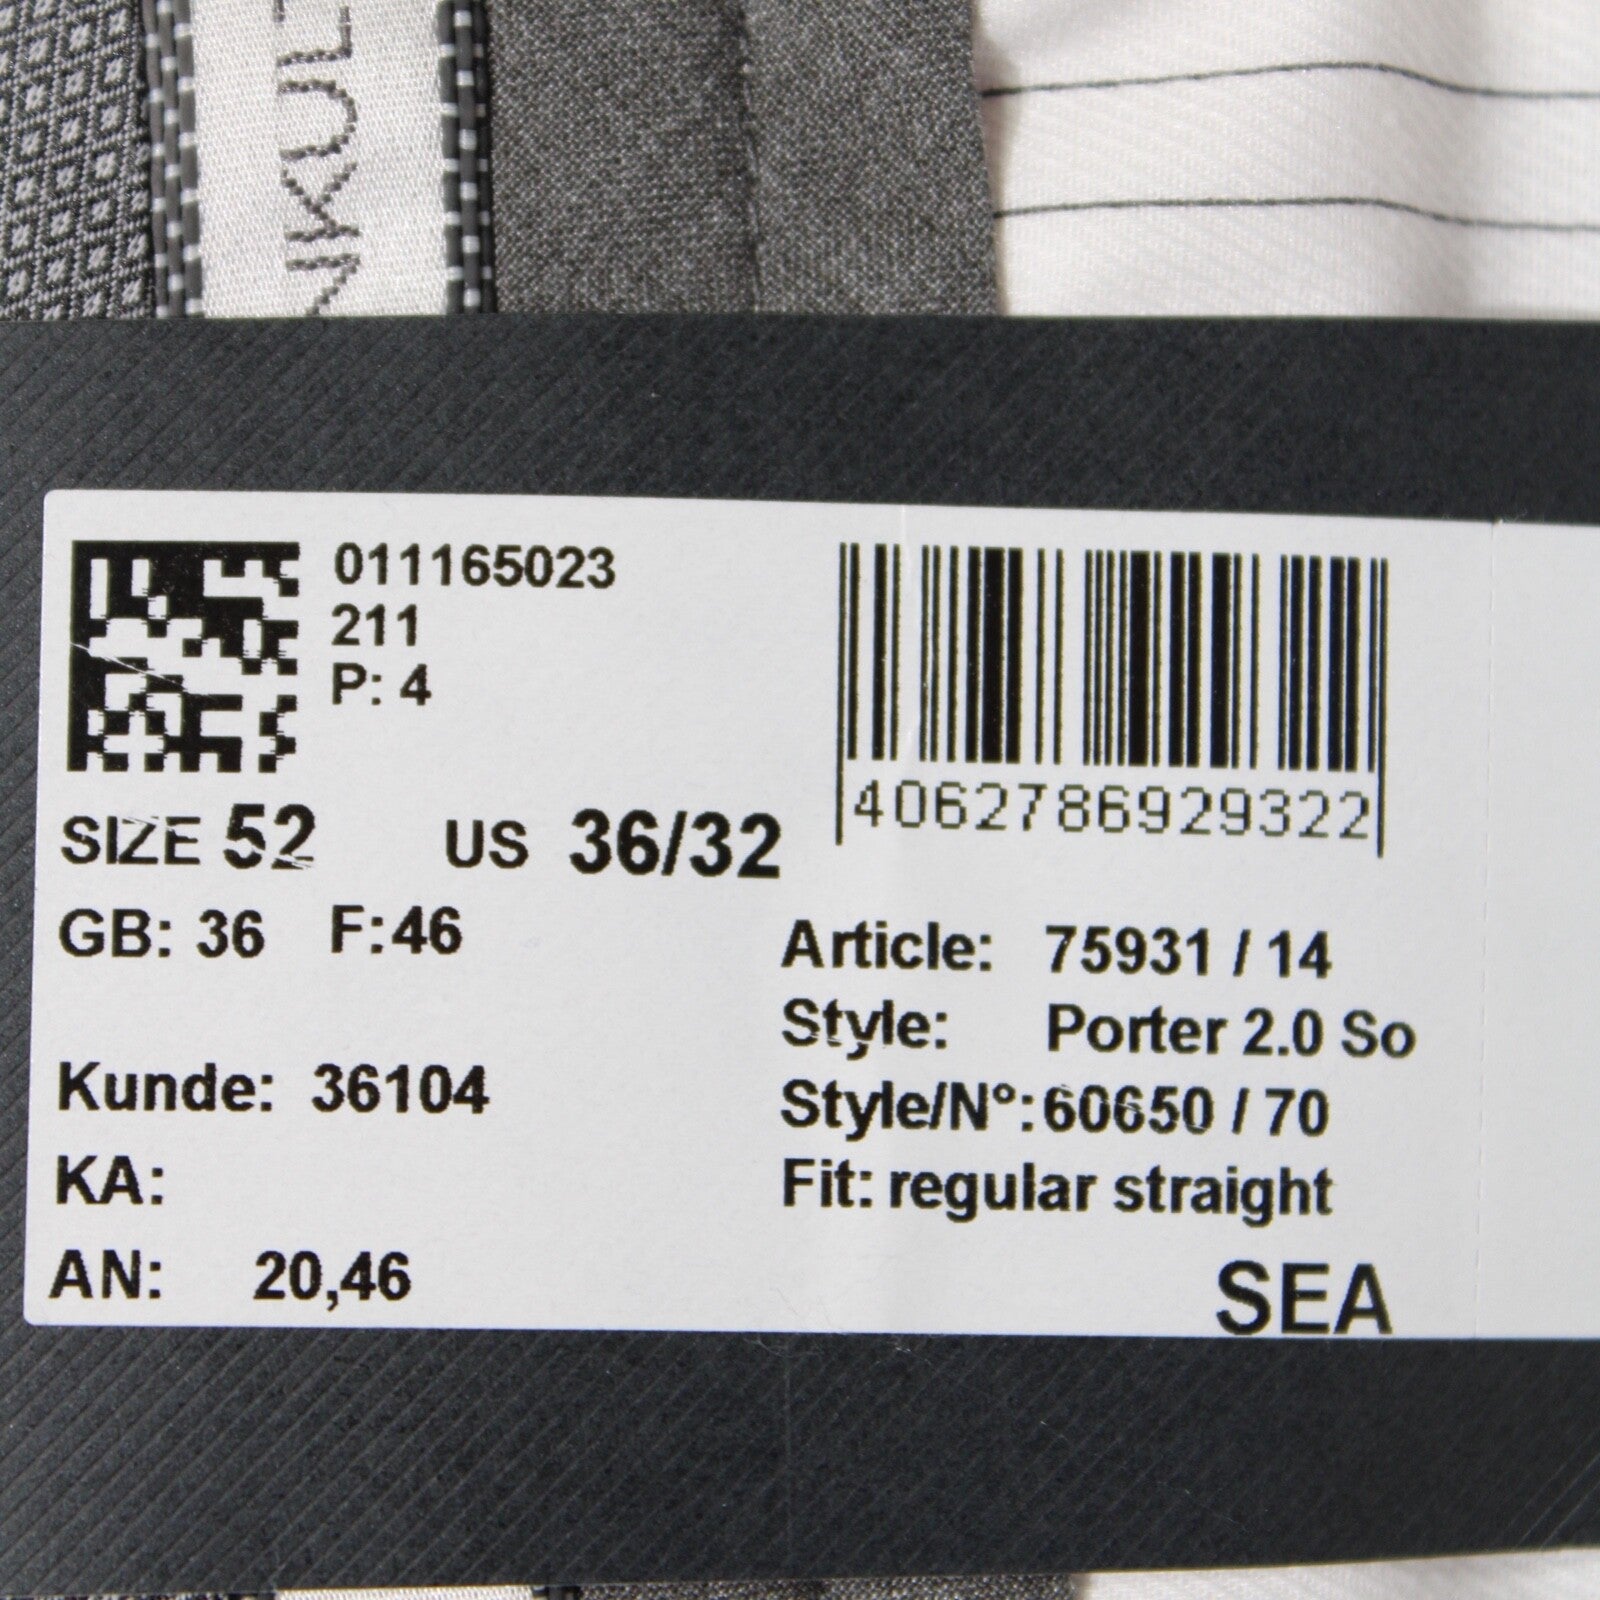 NKUL
011165023
211
P: 4
4062786929322
SIZE 52 US 36/32
GB: 36 F:46
Article: 75931 / 14
Style: Porter 2.0 So
Style/N°:60650 / 70
Fit: regular straight
Kunde: 36104
KA:
AN: 20,46
SEA